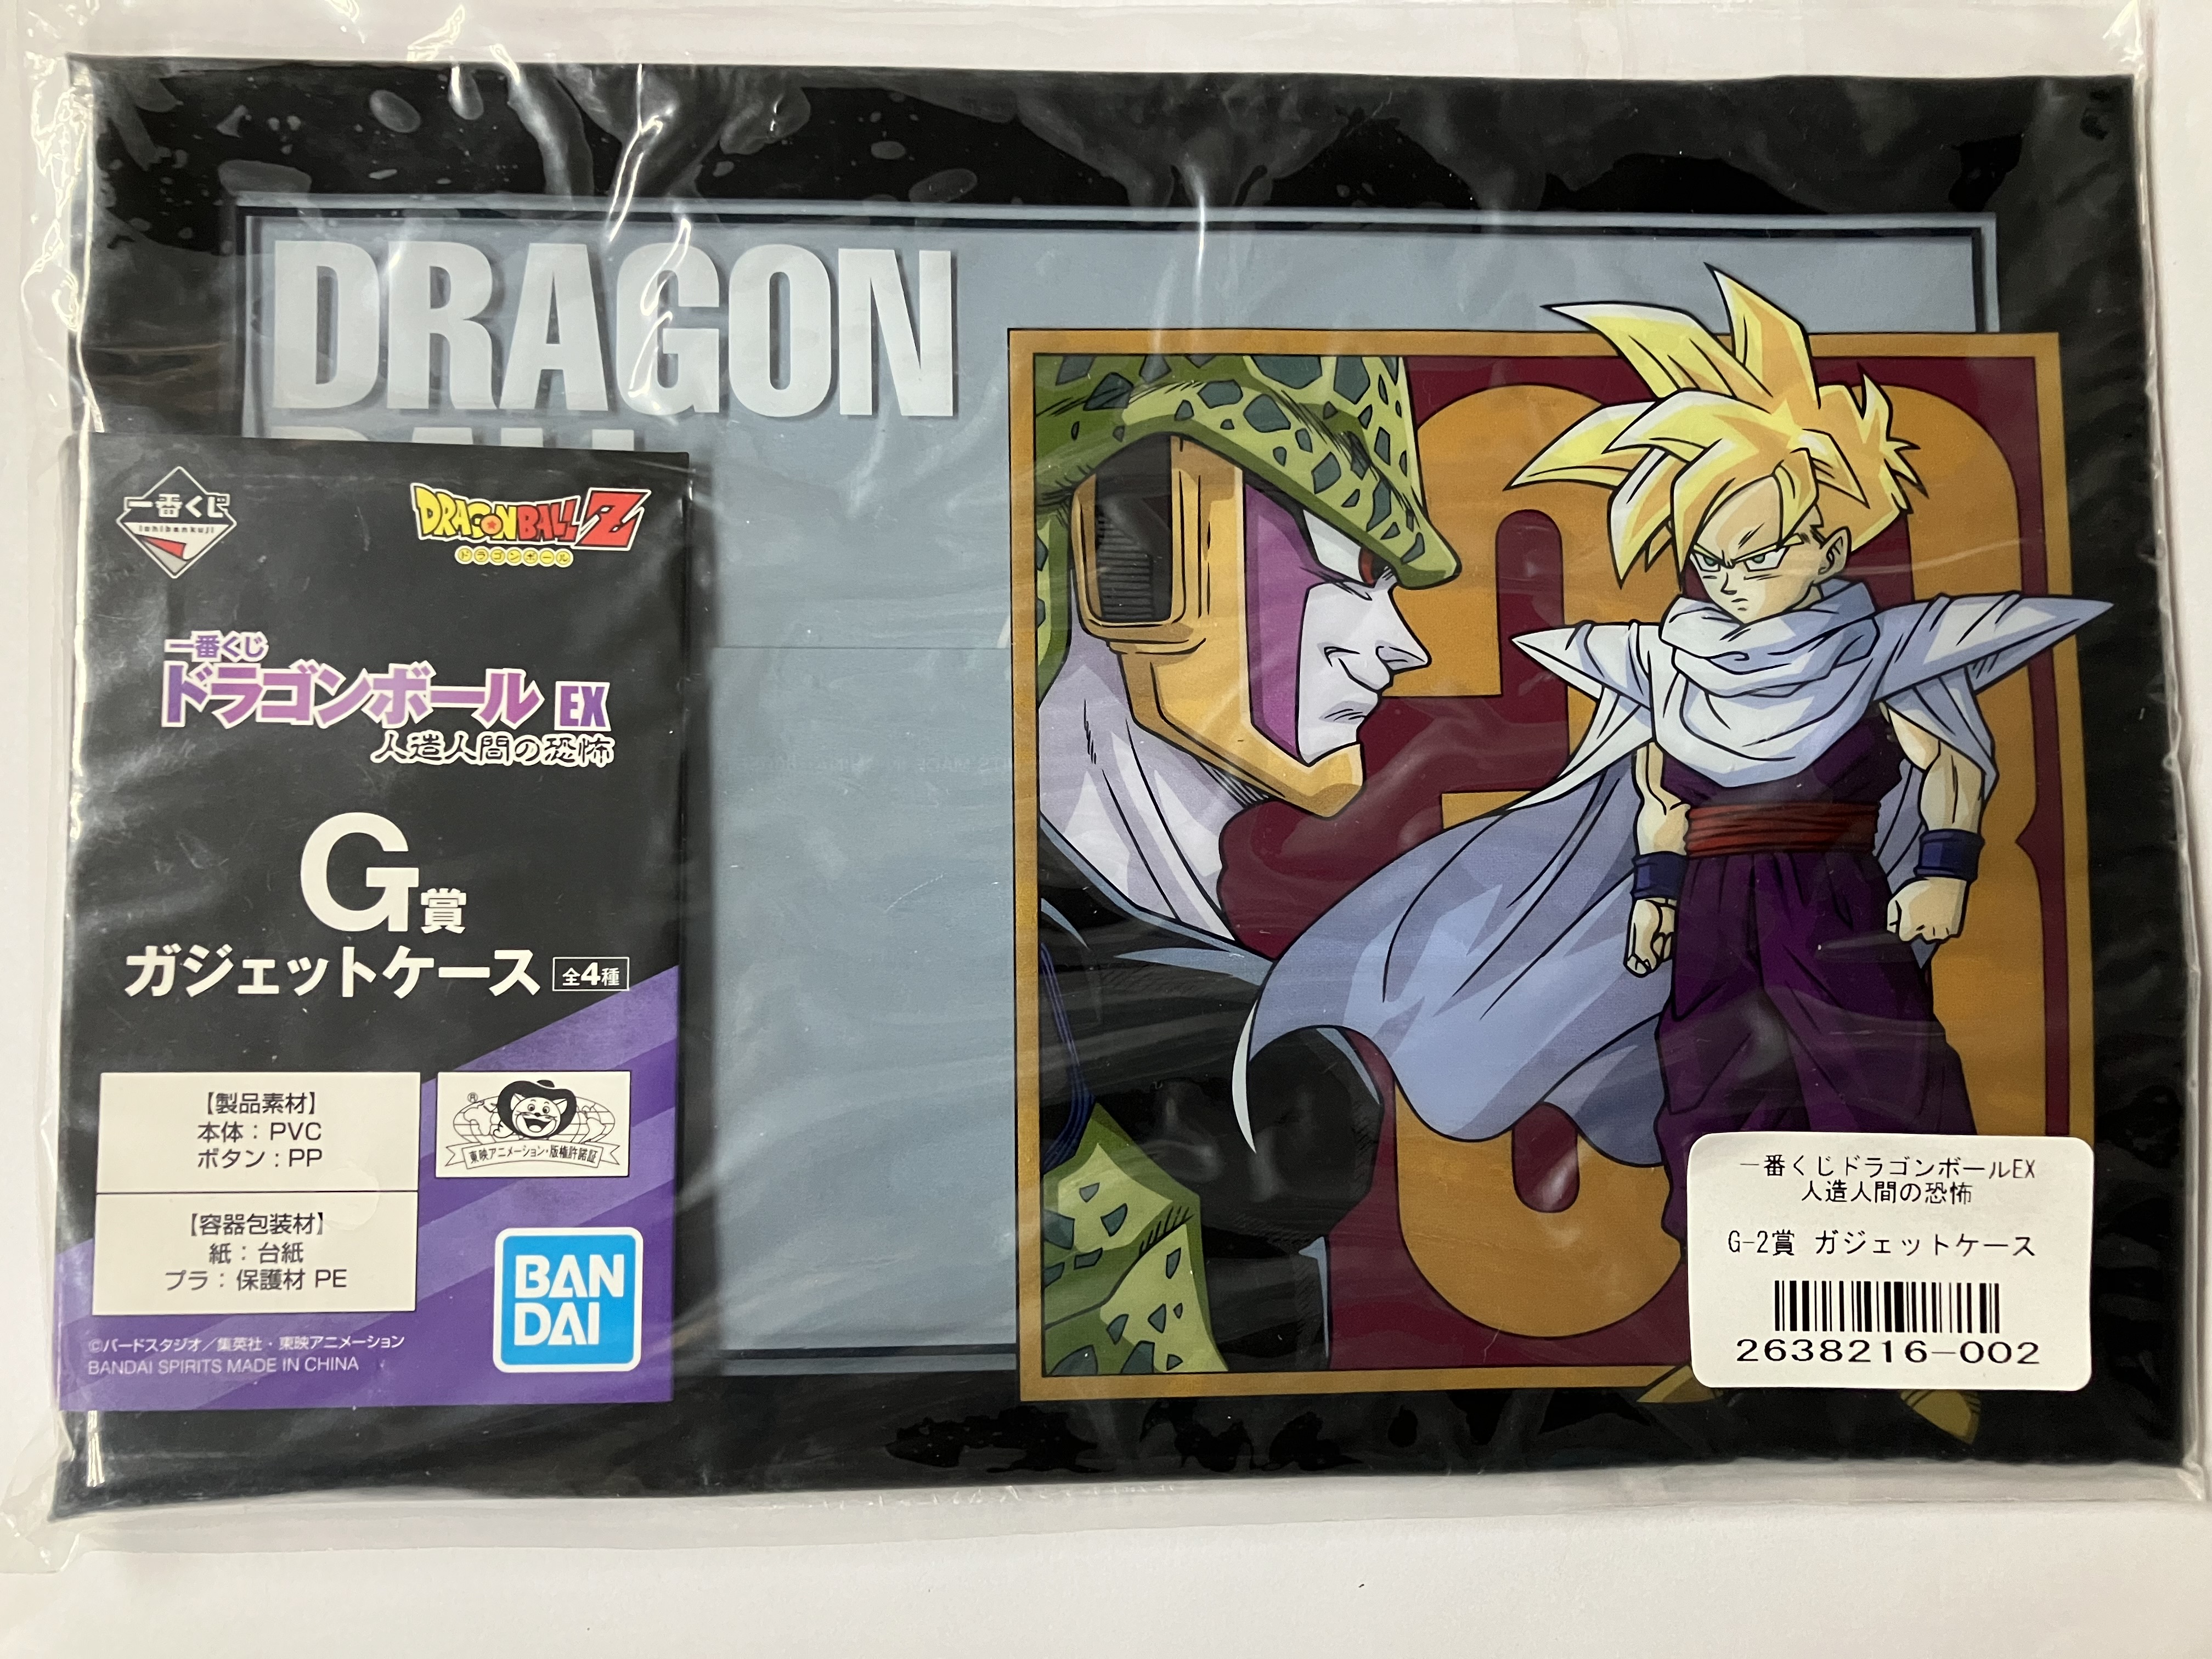 DRAGON
BALL
一番くじ
ichibankuji
DRAGONBALL Z
ドラゴンボール
一番くじ
ドラゴンボール EX
人造人間の恐怖
G賞
ガジェットケース 全4種
【製品素材】
本体：PVC
ボタン：PP
【容器包装材】
紙：台紙
プラ：保護材 PE
®
東映アニメーション・版権許諾証
BAN
DAI
©バードスタジオ／集英社・東映アニメーション
BANDAI SPIRITS MADE IN CHINA
一番くじドラゴンボールEX
人造人間の恐怖
G-2賞 ガジェットケース
2638216-002